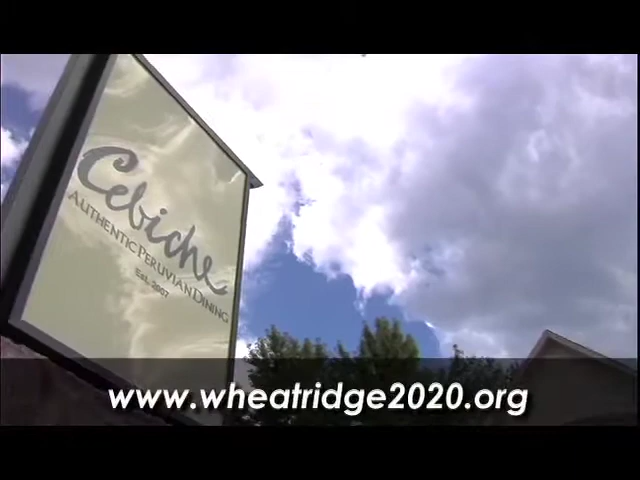 Cebiche
AUTHENTIC PERUVIAN DINING
Est. 2007
www.wheatridge2020.org